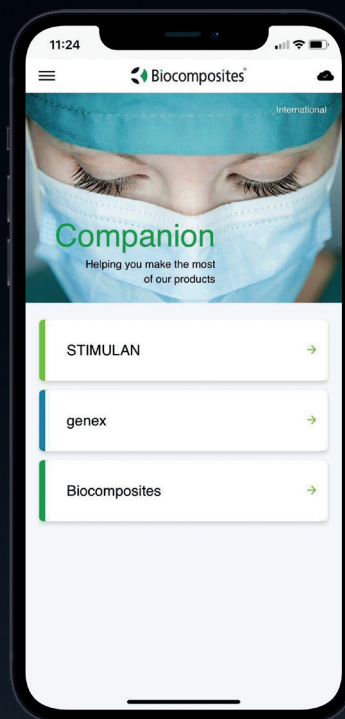 11:24
Biocomposites®
International
Companion
Helping you make the most
of our products
STIMULAN
genex
Biocomposites